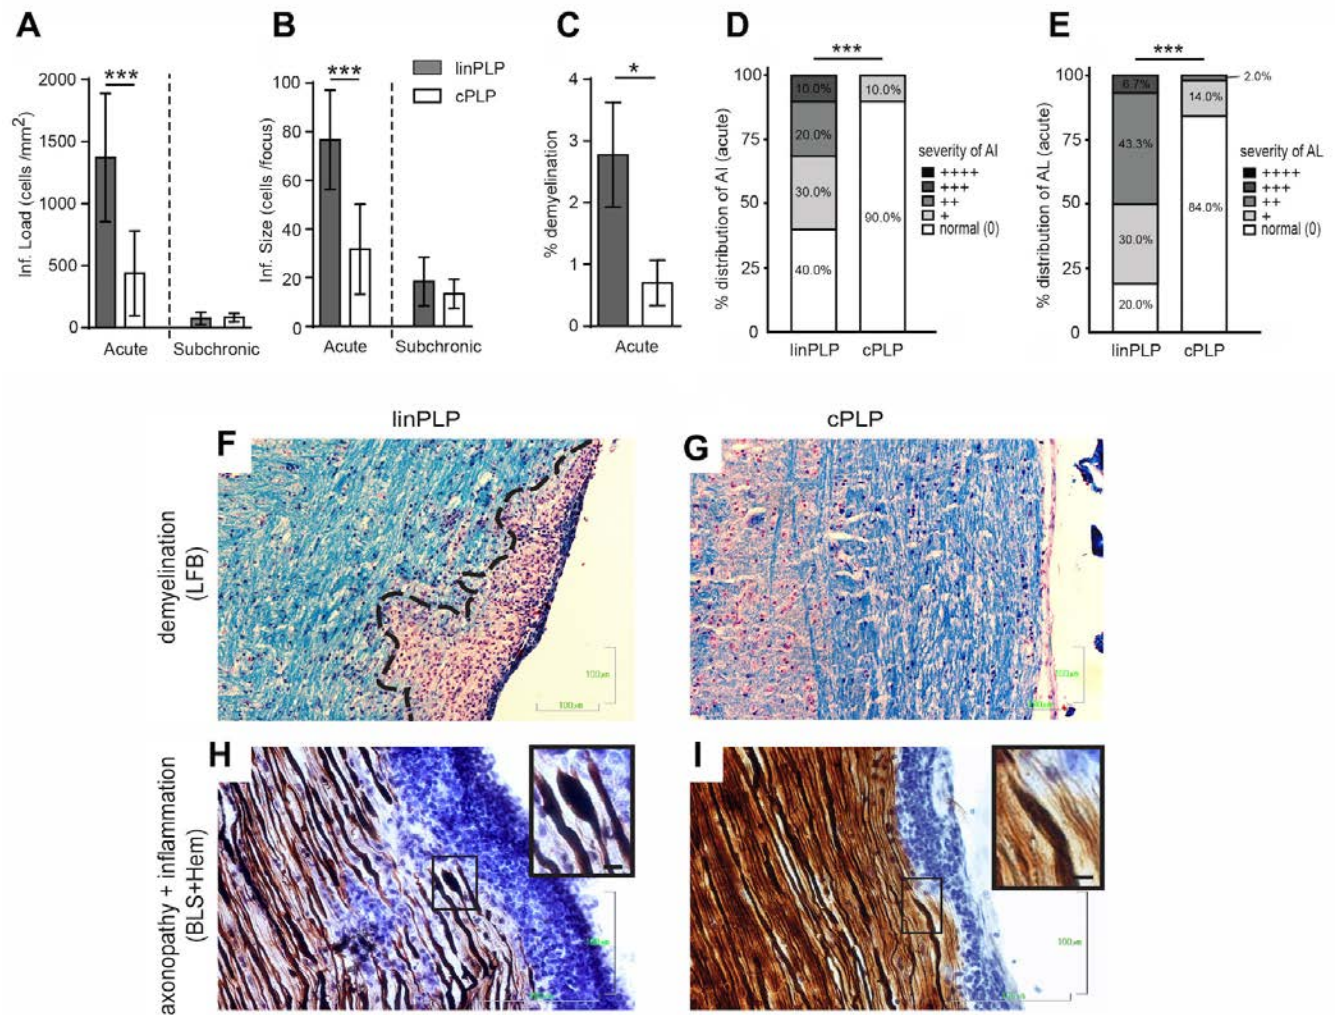 A
B
C
D
E
linPLP
cPLP
Inf. Load (cells /mm²)
2000
1500
1000
500
0
***
Acute
Subchronic
Inf. Size (cells /focus)
100
80
60
40
20
0
***
Acute
Subchronic
% demyelination
4
3
2
1
0
*
Acute
% distribution of AI (acute)
100
75
50
25
0
***
10.0%
20.0%
30.0%
40.0%
10.0%
90.0%
linPLP
cPLP
severity of AI
++++
+++
++
+
normal (0)
% distribution of AL (acute)
100
75
50
25
0
***
6.7%
43.3%
30.0%
20.0%
2.0%
14.0%
84.0%
linPLP
cPLP
severity of AL
++++
+++
++
+
normal (0)
linPLP
cPLP
demyelination
(LFB)
F
100µm
100µm
G
100µm
axonopathy + inflammation
(BLS+Hem)
H
I
100µm